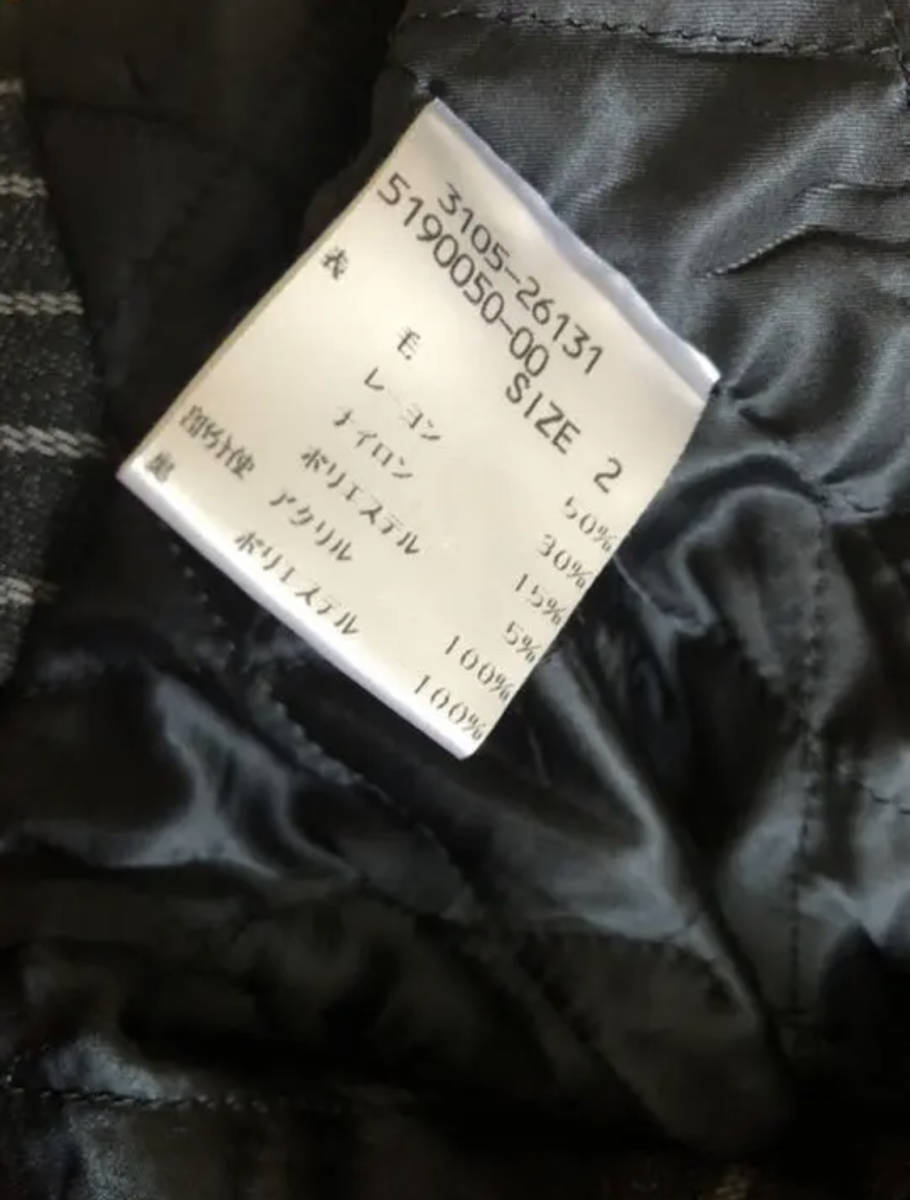 3105-26131
5190050-00 SIZE 2
表
毛 50%
レーヨン 30%
ナイロン 15%
ポリエステル 5%
部分使 アクリル 100%
裏 ポリエステル 100%